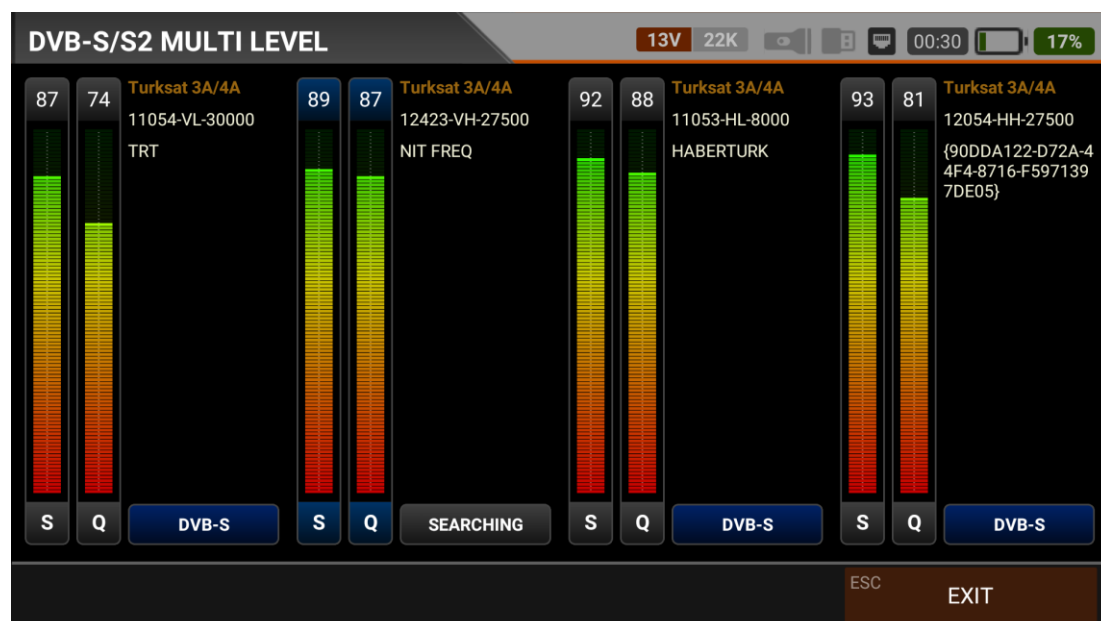 DVB-S/S2 MULTI LEVEL
13V 22K 00:30 17%
87 74 Turksat 3A/4A
11054-VL-30000
TRT
S Q DVB-S
89 87 Turksat 3A/4A
12423-VH-27500
NIT FREQ
S Q SEARCHING
92 88 Turksat 3A/4A
11053-HL-8000
HABERTURK
S Q DVB-S
93 81 Turksat 3A/4A
12054-HH-27500
{90DDA122-D72A-4
4F4-8716-F597139
7DE05}
S Q DVB-S
ESC EXIT